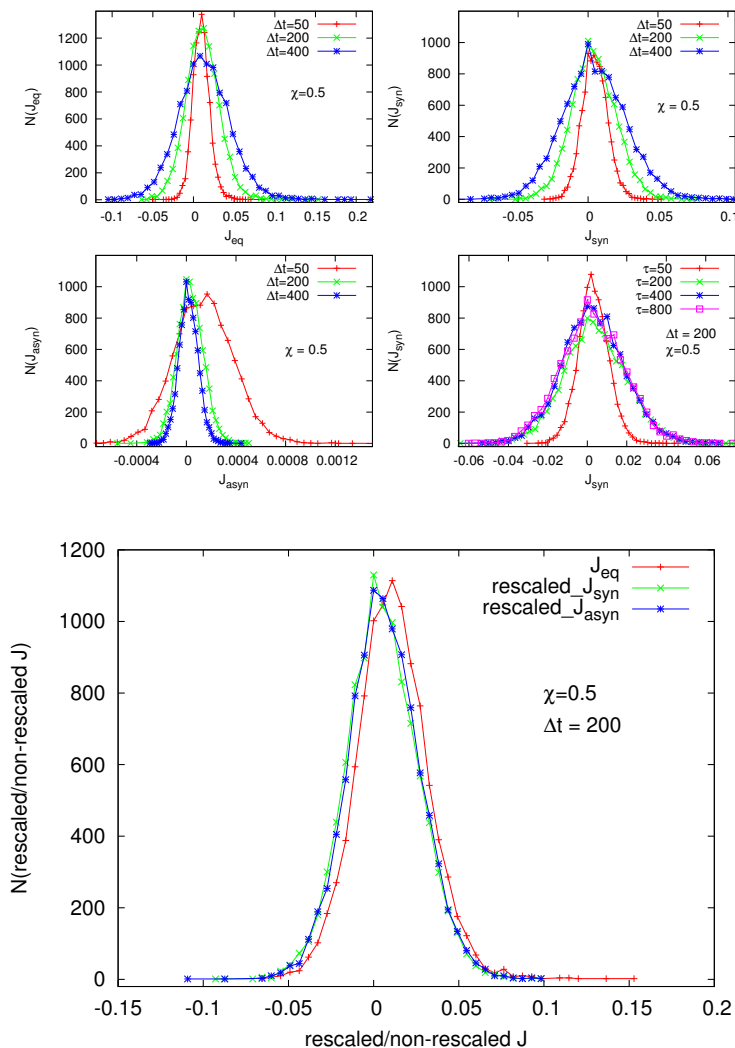 Δt=50
Δt=200
Δt=400
χ=0.5
N(J_eq)
1200
1000
800
600
400
200
0
-0.1
-0.05
0
0.05
0.1
0.15
0.2
J_eq
Δt=50
Δt=200
Δt=400
χ = 0.5
N(J_syn)
1000
800
600
400
200
0
-0.05
0
0.05
0.1
J_syn
Δt=50
Δt=200
Δt=400
χ = 0.5
N(J_asyn)
1000
800
600
400
200
0
-0.0004
0
0.0004
0.0008
0.0012
J_asyn
τ=50
τ=200
τ=400
τ=800
Δt = 200
χ=0.5
N(J_syn)
1000
800
600
400
200
0
-0.06
-0.04
-0.02
0
0.02
0.04
0.06
J_syn
J_eq
rescaled_J_syn
rescaled_J_asyn
χ=0.5
Δt = 200
N(rescaled/non-rescaled J)
1200
1000
800
600
400
200
0
-0.15
-0.1
-0.05
0
0.05
0.1
0.15
0.2
rescaled/non-rescaled J